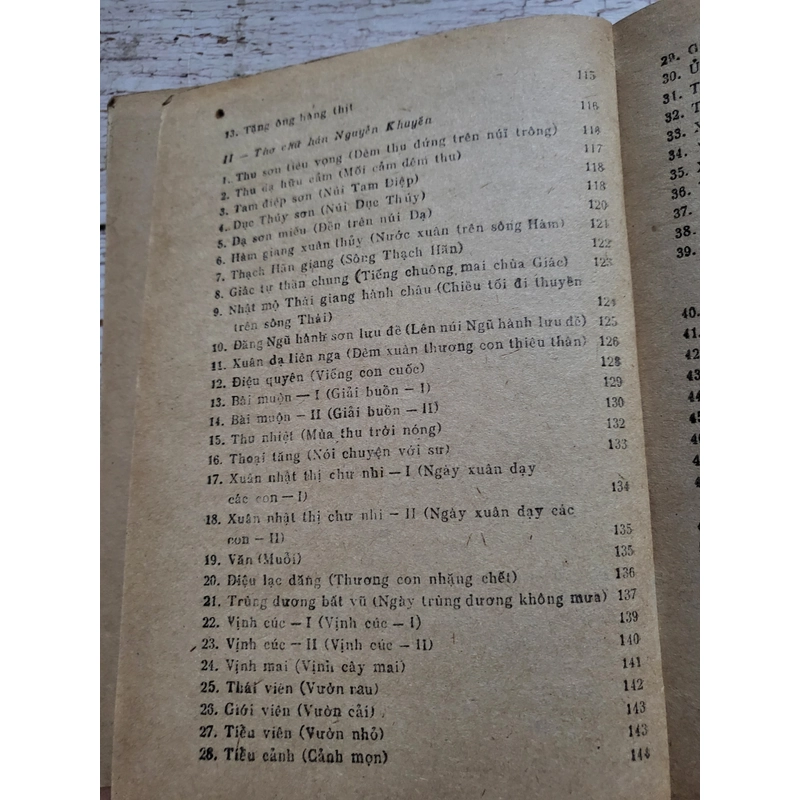 13. Tặng ông hàng thịt 115
II — Thơ chữ hán Nguyễn Khuyến 116
1. Thu sơn tiêu vọng (Đêm thu đứng trên núi trông) 116
2. Thu dạ hữu cảm (Mối cảm đêm thu) 117
3. Tam điệp sơn (Núi Tam Điệp) 118
4. Dục Thúy sơn (Núi Dục Thúy) 118
5. Dạ sơn miếu (Đền trên núi Dạ) 120
6. Hàm giang xuân thủy (Nước xuân trên sông Hàm) 121
7. Thạch Hãn giang (Sông Thạch Hãn) 122
8. Giác tự thần chung (Tiếng chuông mai chùa Giác) 123
9. Nhật mộ Thái giang hành châu (Chiều tối đi thuyền
trên sông Thái) 124
10. Đăng Ngũ hành sơn lưu đề (Lên núi Ngũ hành lưu đề) 125
11. Xuân dạ liên nga (Đêm xuân thương con thiêu thân) 126
12. Điệu quyên (Viếng con cuốc) 128
13. Bài muộn — I (Giải buồn — I) 129
14. Bài muộn — II (Giải buồn — II) 130
15. Thơ nhiệt (Mùa thu trời nóng) 132
16. Thoại tăng (Nói chuyện với sư) 133
17. Xuân nhật thị chư nhi — I (Ngày xuân dạy
các con — I) 134
18. Xuân nhật thị chư nhi — II (Ngày xuân dạy các
con — II) 135
19. Văn (Muỗi) 135
20. Điệu lạc đăng (Thương con nhặng chết) 136
21. Trùng dương bất vũ (Ngày trùng dương không mưa) 137
22. Vịnh cúc — I (Vịnh cúc — I) 139
23. Vịnh cúc — II (Vịnh cúc — II) 140
24. Vịnh mai (Vịnh cây mai) 141
25. Thái viên (Vườn rau) 142
26. Giới viên (Vườn cải) 143
27. Tiểu viên (Vườn nhỏ) 143
28. Tiểu cảnh (Cảnh mọn) 144
29. G
30. Ủ
31. T
32. T
33. X
34. X
35. X
36.
37.
38.
39.
40.
41.
42